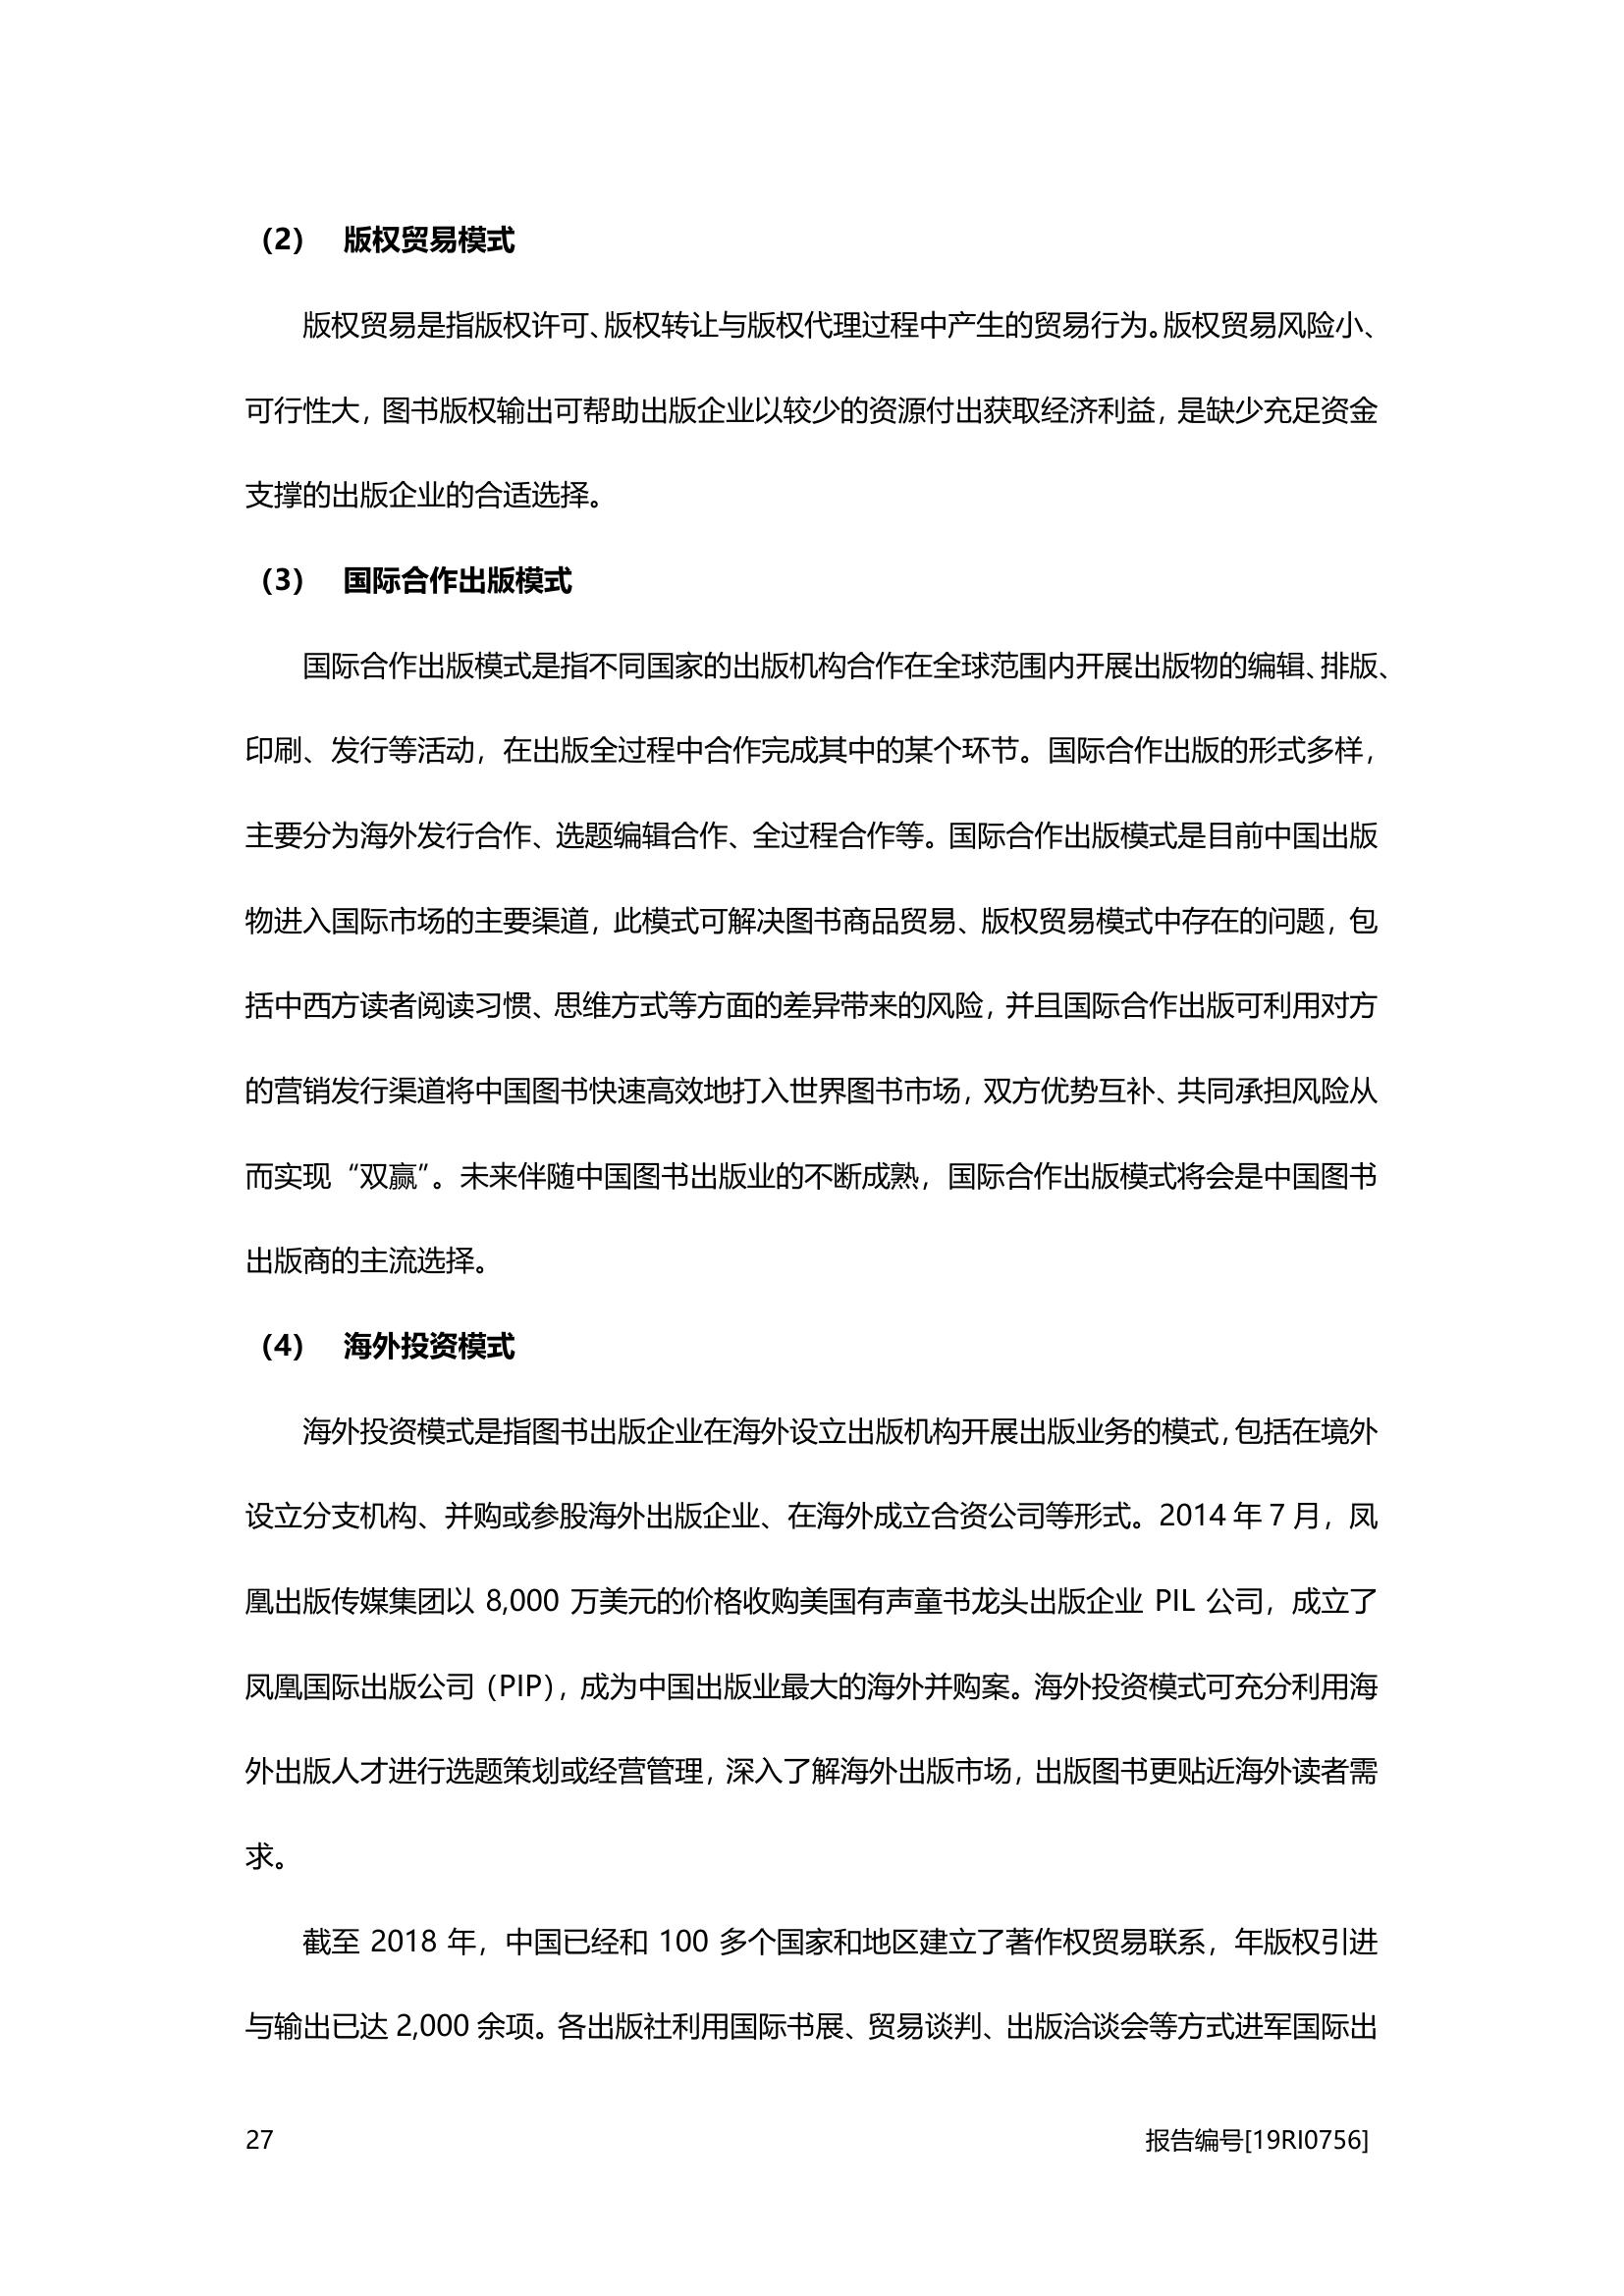 （2） 版权贸易模式
版权贸易是指版权许可、版权转让与版权代理过程中产生的贸易行为。版权贸易风险小、
可行性大，图书版权输出可帮助出版企业以较少的资源付出获取经济利益，是缺少充足资金
支撑的出版企业的合适选择。
（3） 国际合作出版模式
国际合作出版模式是指不同国家的出版机构合作在全球范围内开展出版物的编辑、排版、
印刷、发行等活动，在出版全过程中合作完成其中的某个环节。国际合作出版的形式多样，
主要分为海外发行合作、选题编辑合作、全过程合作等。国际合作出版模式是目前中国出版
物进入国际市场的主要渠道，此模式可解决图书商品贸易、版权贸易模式中存在的问题，包
括中西方读者阅读习惯、思维方式等方面的差异带来的风险，并且国际合作出版可利用对方
的营销发行渠道将中国图书快速高效地打入世界图书市场，双方优势互补、共同承担风险从
而实现“双赢”。未来伴随中国图书出版业的不断成熟，国际合作出版模式将会是中国图书
出版商的主流选择。
（4） 海外投资模式
海外投资模式是指图书出版企业在海外设立出版机构开展出版业务的模式，包括在境外
设立分支机构、并购或参股海外出版企业、在海外成立合资公司等形式。2014 年 7 月，凤
凰出版传媒集团以 8,000 万美元的价格收购美国有声童书龙头出版企业 PIL 公司，成立了
凤凰国际出版公司（PIP），成为中国出版业最大的海外并购案。海外投资模式可充分利用海
外出版人才进行选题策划或经营管理，深入了解海外出版市场，出版图书更贴近海外读者需
求。
截至 2018 年，中国已经和 100 多个国家和地区建立了著作权贸易联系，年版权引进
与输出已达 2,000 余项。各出版社利用国际书展、贸易谈判、出版洽谈会等方式进军国际出
27 报告编号[19RI0756]